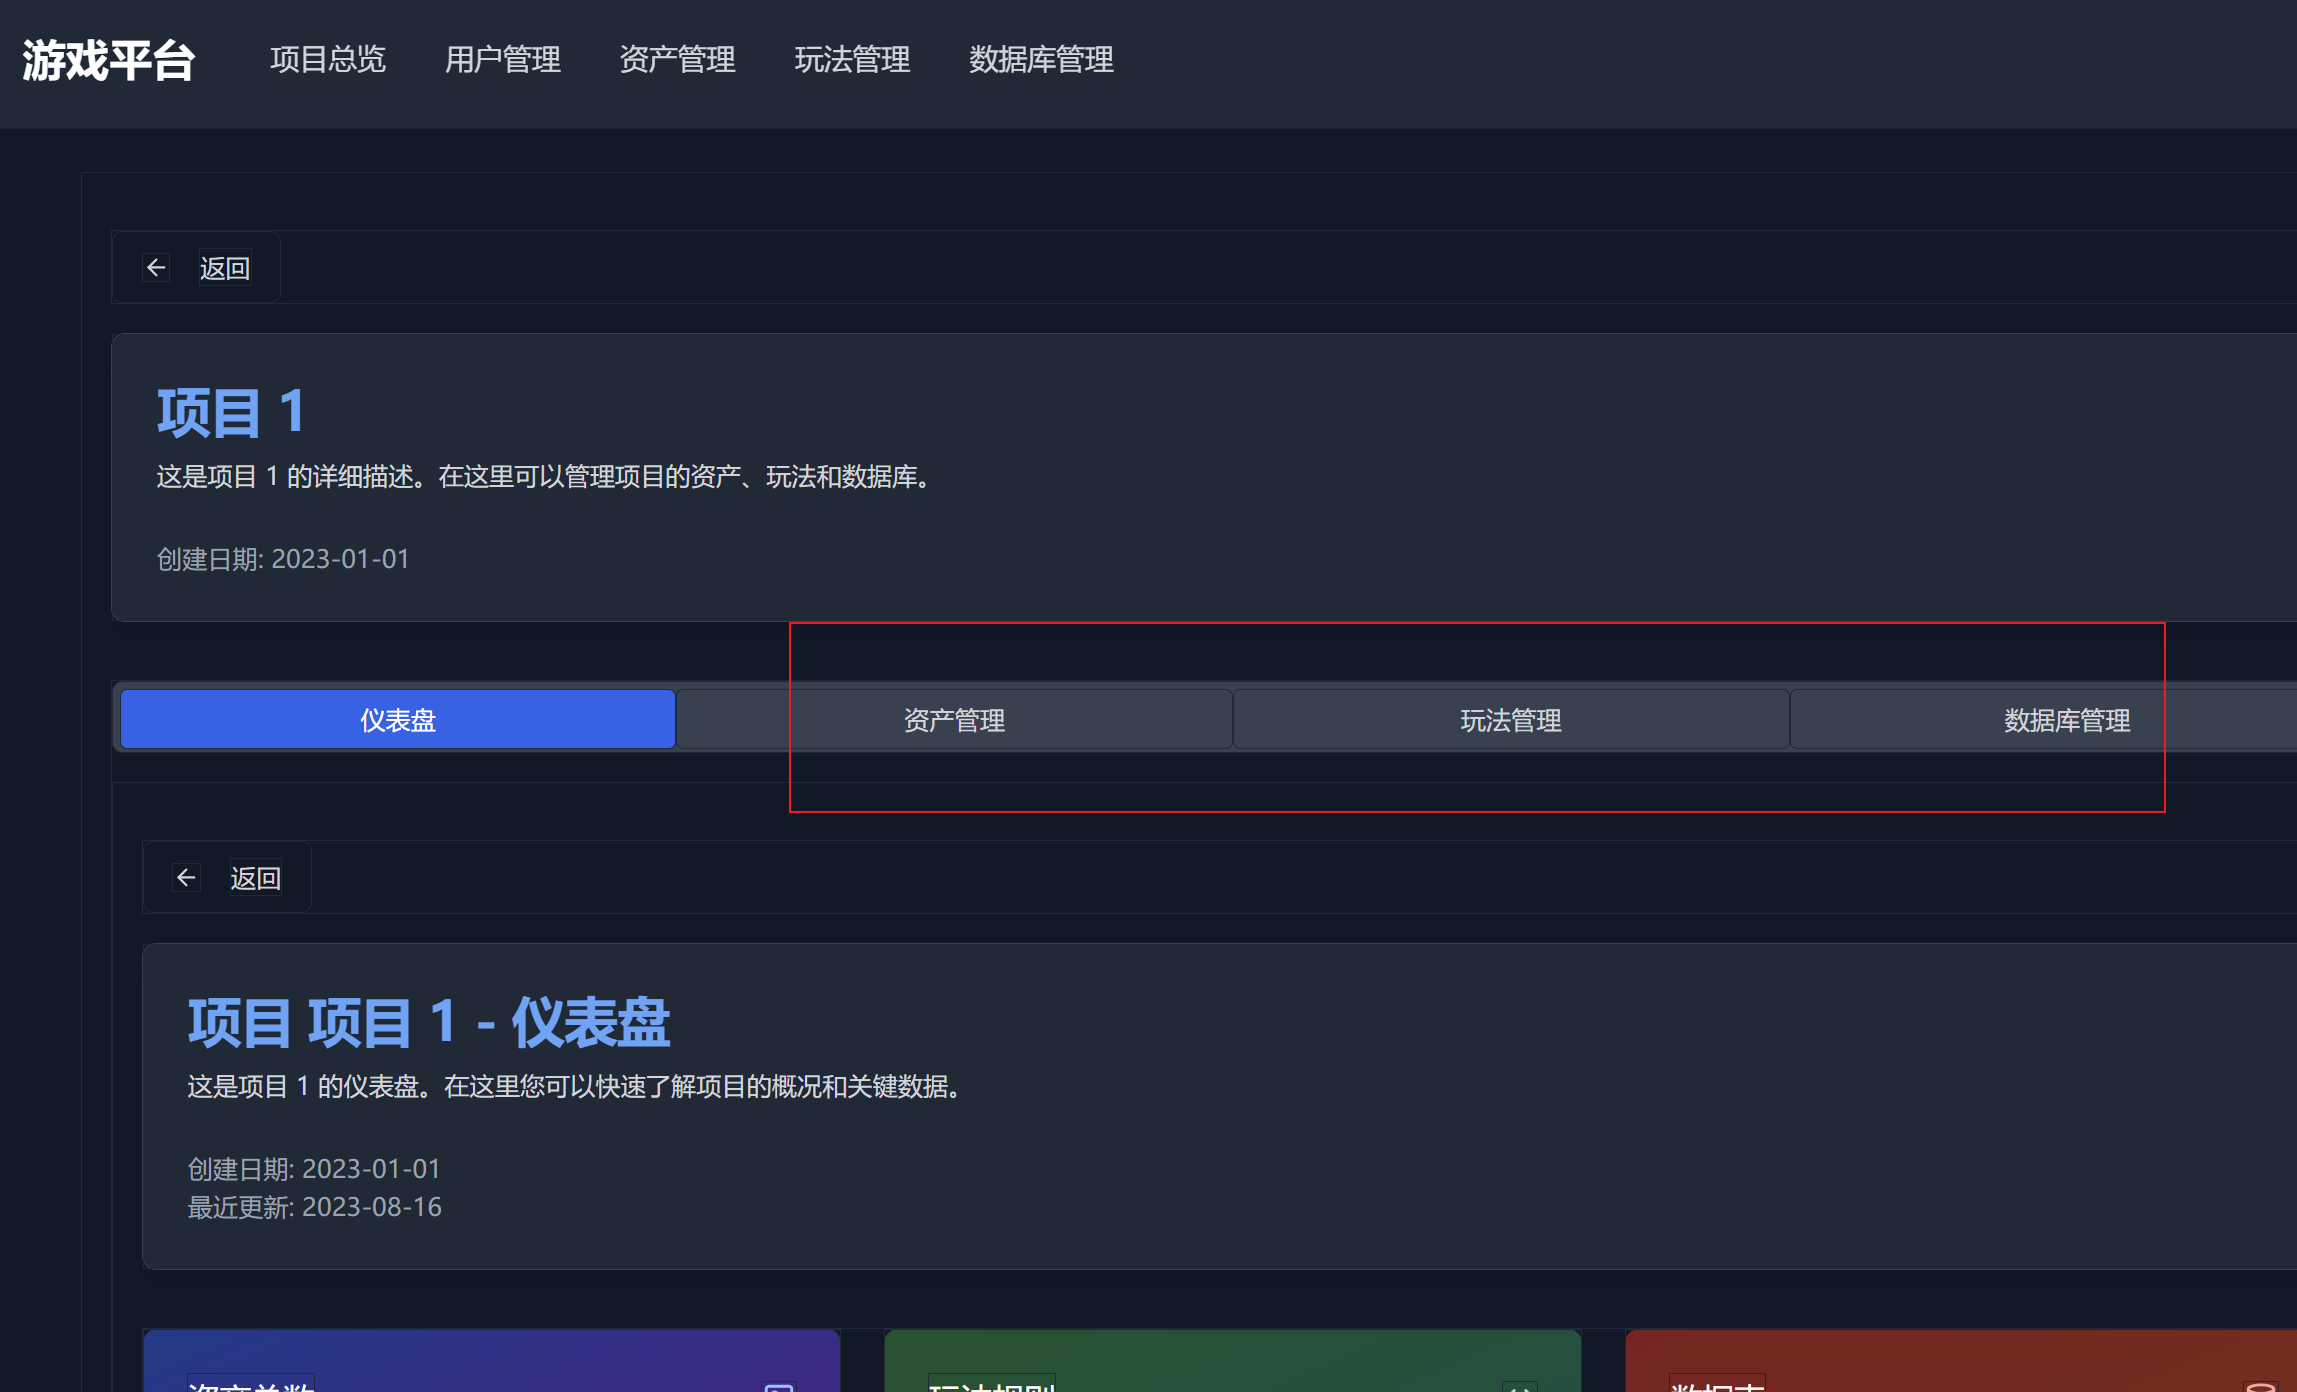 游戏平台 项目总览 用户管理 资产管理 玩法管理 数据库管理
返回
项目 1
这是项目 1 的详细描述。在这里可以管理项目的资产、玩法和数据库。
创建日期: 2023-01-01
仪表盘 资产管理 玩法管理 数据库管理
返回
项目 项目 1 - 仪表盘
这是项目 1 的仪表盘。在这里您可以快速了解项目的概况和关键数据。
创建日期: 2023-01-01
最近更新: 2023-08-16